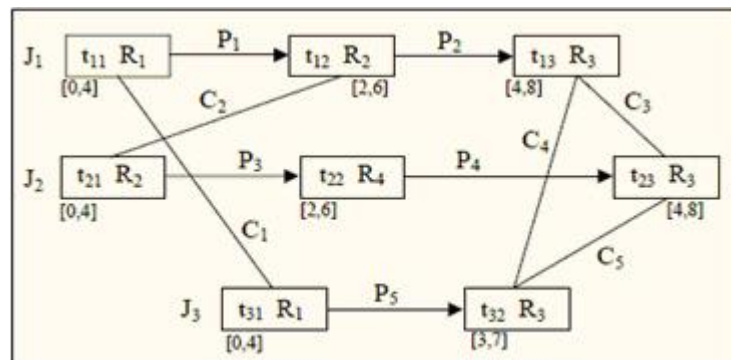 J₁ t₁₁ R₁ P₁ t₁₂ R₂ P₂ t₁₃ R₃
[0,4] [2,6] [4,8]
C₂ C₄ C₃
J₂ t₂₁ R₂ P₃ t₂₂ R₄ P₄ t₂₃ R₃
[0,4] [2,6] [4,8]
C₁ C₅
J₃ t₃₁ R₁ P₅ t₃₂ R₃
[0,4] [3,7]